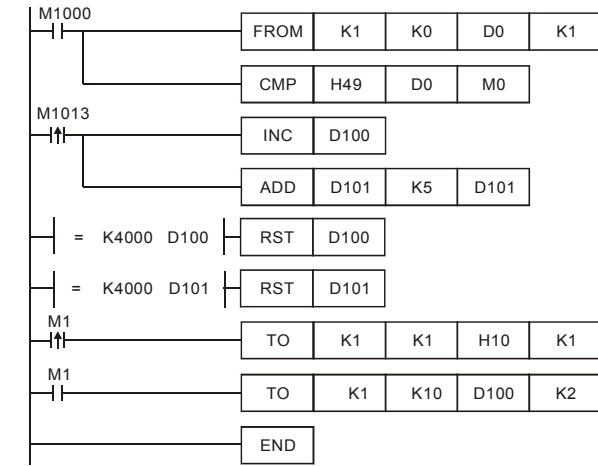 M1000
FROM K1 K0 D0 K1
CMP H49 D0 M0
M1013
INC D100
ADD D101 K5 D101
= K4000 D100 RST D100
= K4000 D101 RST D101
M1
TO K1 K1 H10 K1
M1
TO K1 K10 D100 K2
END